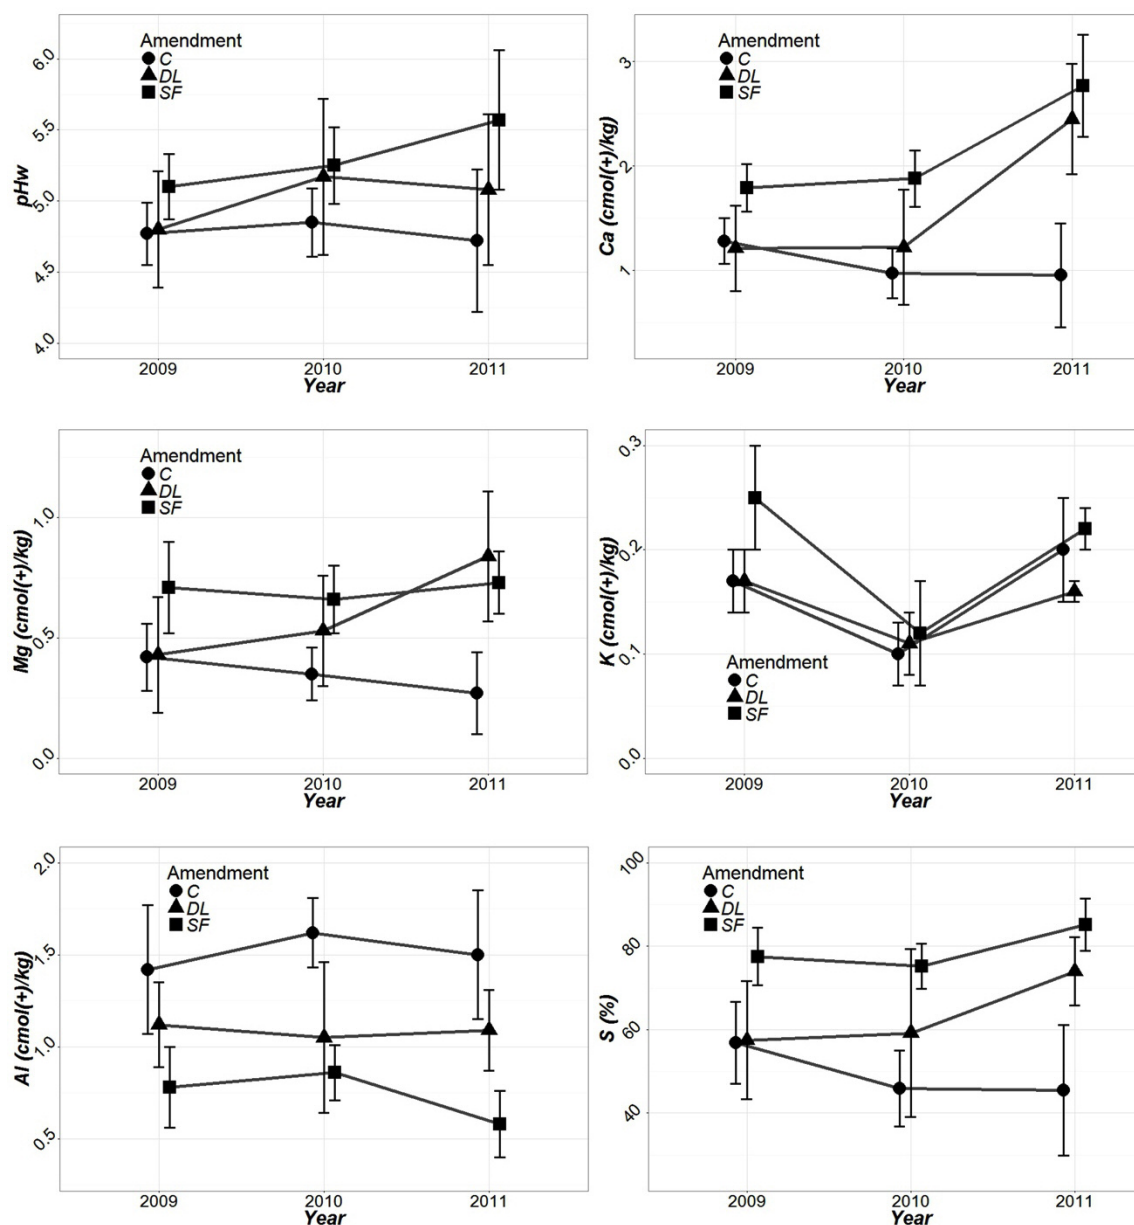 6.0
5.5
5.0
4.5
4.0
pHw
Amendment
C
DL
SF
2009 2010 2011
Year
3
2
1
Ca (cmol(+)/kg)
Amendment
C
DL
SF
2009 2010 2011
Year
1.0
0.5
0.0
Mg (cmol(+)/kg)
Amendment
C
DL
SF
2009 2010 2011
Year
0.3
0.2
0.1
0.0
K (cmol(+)/kg)
Amendment
C
DL
SF
2009 2010 2011
Year
2.0
1.5
1.0
0.5
Al (cmol(+)/kg)
Amendment
C
DL
SF
2009 2010 2011
Year
100
80
60
40
S (%)
Amendment
C
DL
SF
2009 2010 2011
Year